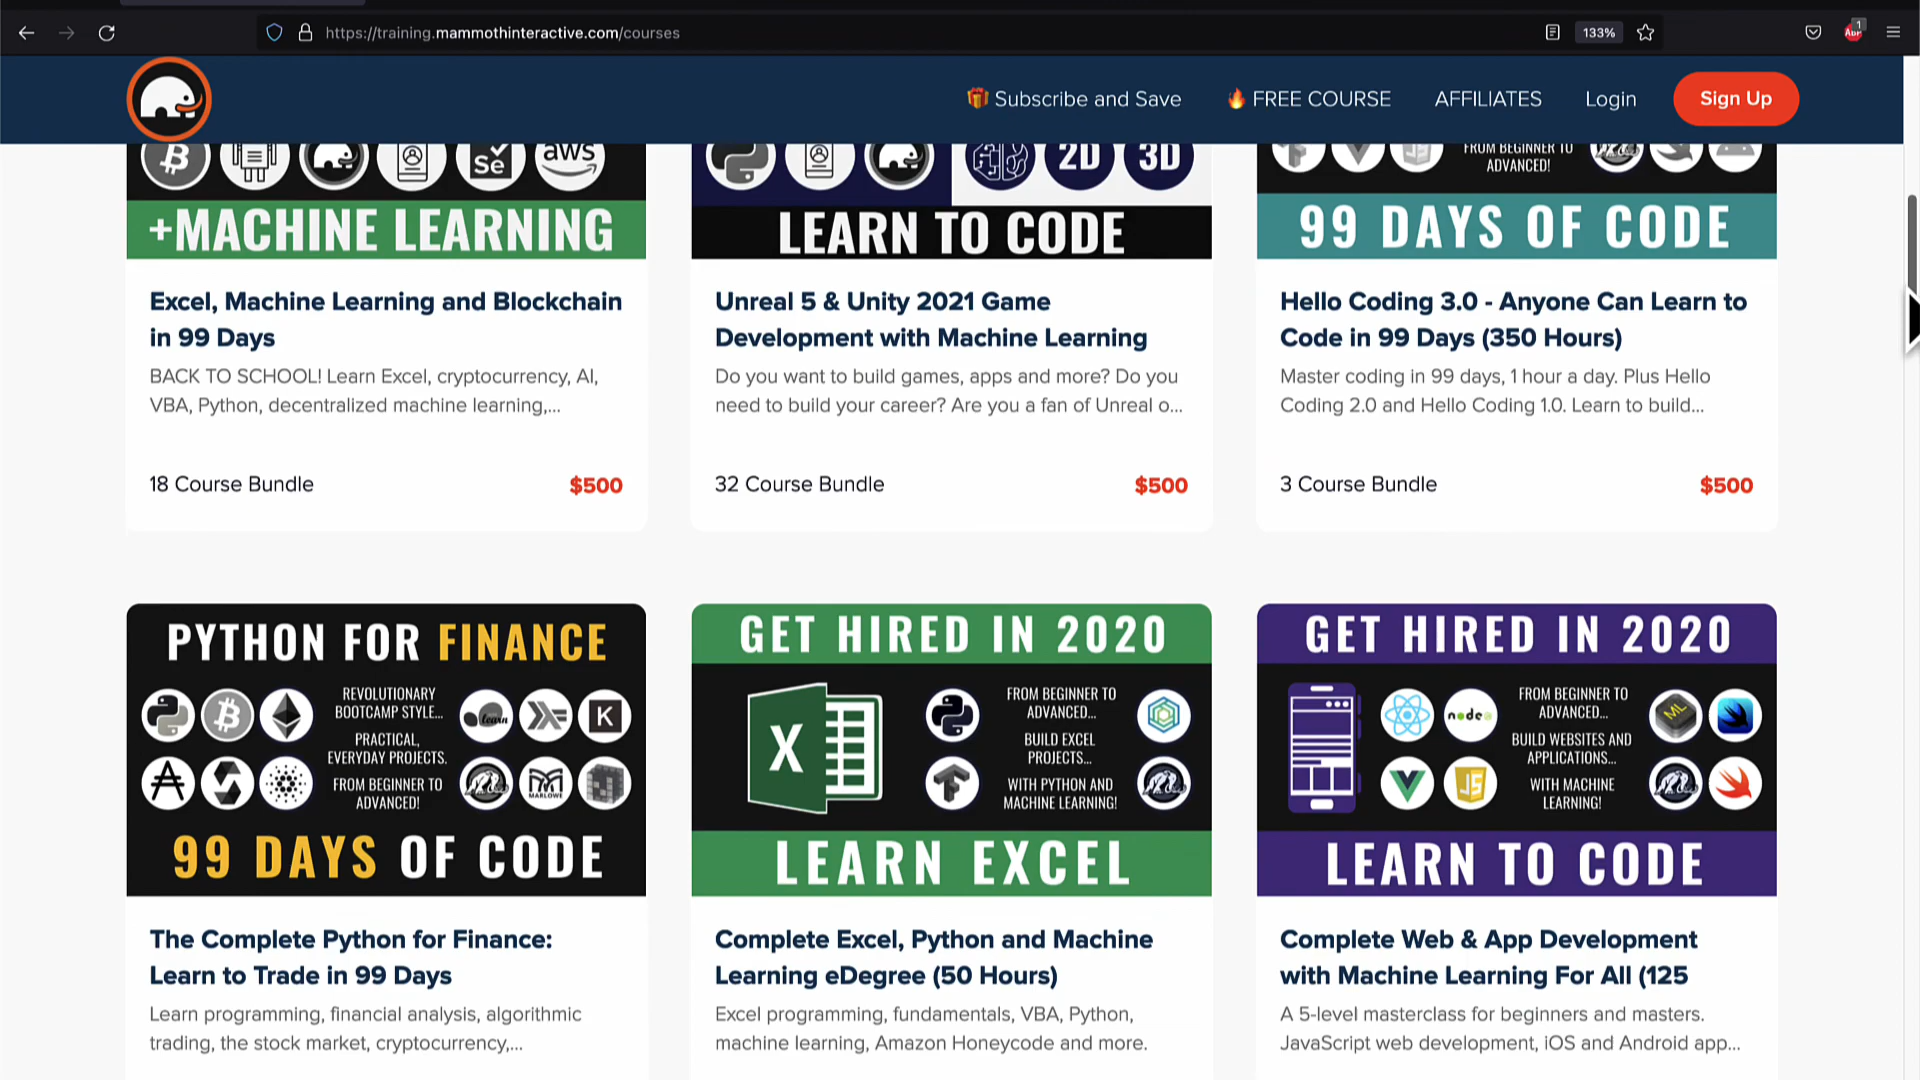 https://training.mammothinteractive.com/courses
133%
1
ABP
🎁 Subscribe and Save
🔥 FREE COURSE
AFFILIATES
Login
Sign Up
Se
aws
+MACHINE LEARNING
Excel, Machine Learning and Blockchain
in 99 Days
BACK TO SCHOOL! Learn Excel, cryptocurrency, AI,
VBA, Python, decentralized machine learning,...
18 Course Bundle
$500
2D
3D
LEARN TO CODE
Unreal 5 & Unity 2021 Game
Development with Machine Learning
Do you want to build games, apps and more? Do you
need to build your career? Are you a fan of Unreal o...
32 Course Bundle
$500
FROM BEGINNER TO
ADVANCED!
99 DAYS OF CODE
Hello Coding 3.0 - Anyone Can Learn to
Code in 99 Days (350 Hours)
Master coding in 99 days, 1 hour a day. Plus Hello
Coding 2.0 and Hello Coding 1.0. Learn to build...
3 Course Bundle
$500
PYTHON FOR FINANCE
REVOLUTIONARY
BOOTCAMP STYLE...
PRACTICAL,
EVERYDAY PROJECTS.
FROM BEGINNER TO
ADVANCED!
learn
K
MARLOWE
99 DAYS OF CODE
The Complete Python for Finance:
Learn to Trade in 99 Days
Learn programming, financial analysis, algorithmic
trading, the stock market, cryptocurrency,...
GET HIRED IN 2020
X
FROM BEGINNER TO
ADVANCED...
BUILD EXCEL
PROJECTS...
WITH PYTHON AND
MACHINE LEARNING!
LEARN EXCEL
Complete Excel, Python and Machine
Learning eDegree (50 Hours)
Excel programming, fundamentals, VBA, Python,
machine learning, Amazon Honeycode and more.
GET HIRED IN 2020
node
JS
FROM BEGINNER TO
ADVANCED...
BUILD WEBSITES AND
APPLICATIONS...
WITH MACHINE
LEARNING!
ML
LEARN TO CODE
Complete Web & App Development
with Machine Learning For All (125
A 5-level masterclass for beginners and masters.
JavaScript web development, iOS and Android app...